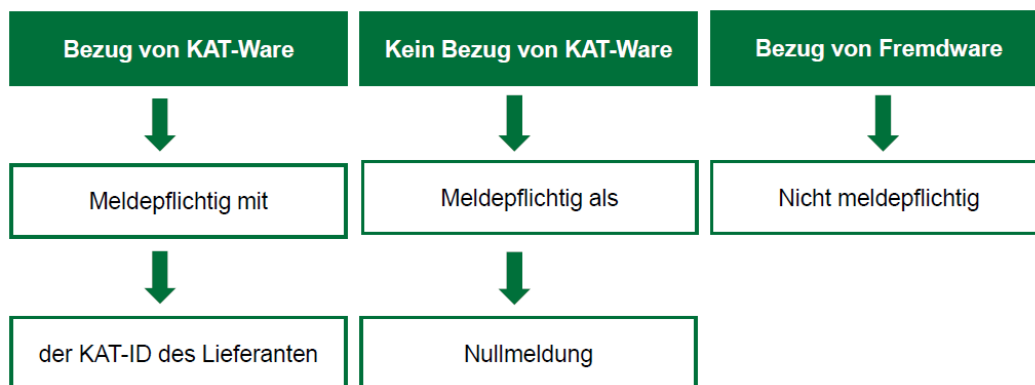 Bezug von KAT-Ware
Kein Bezug von KAT-Ware
Bezug von Fremdware
Meldepflichtig mit
Meldepflichtig als
Nicht meldepflichtig
der KAT-ID des Lieferanten
Nullmeldung